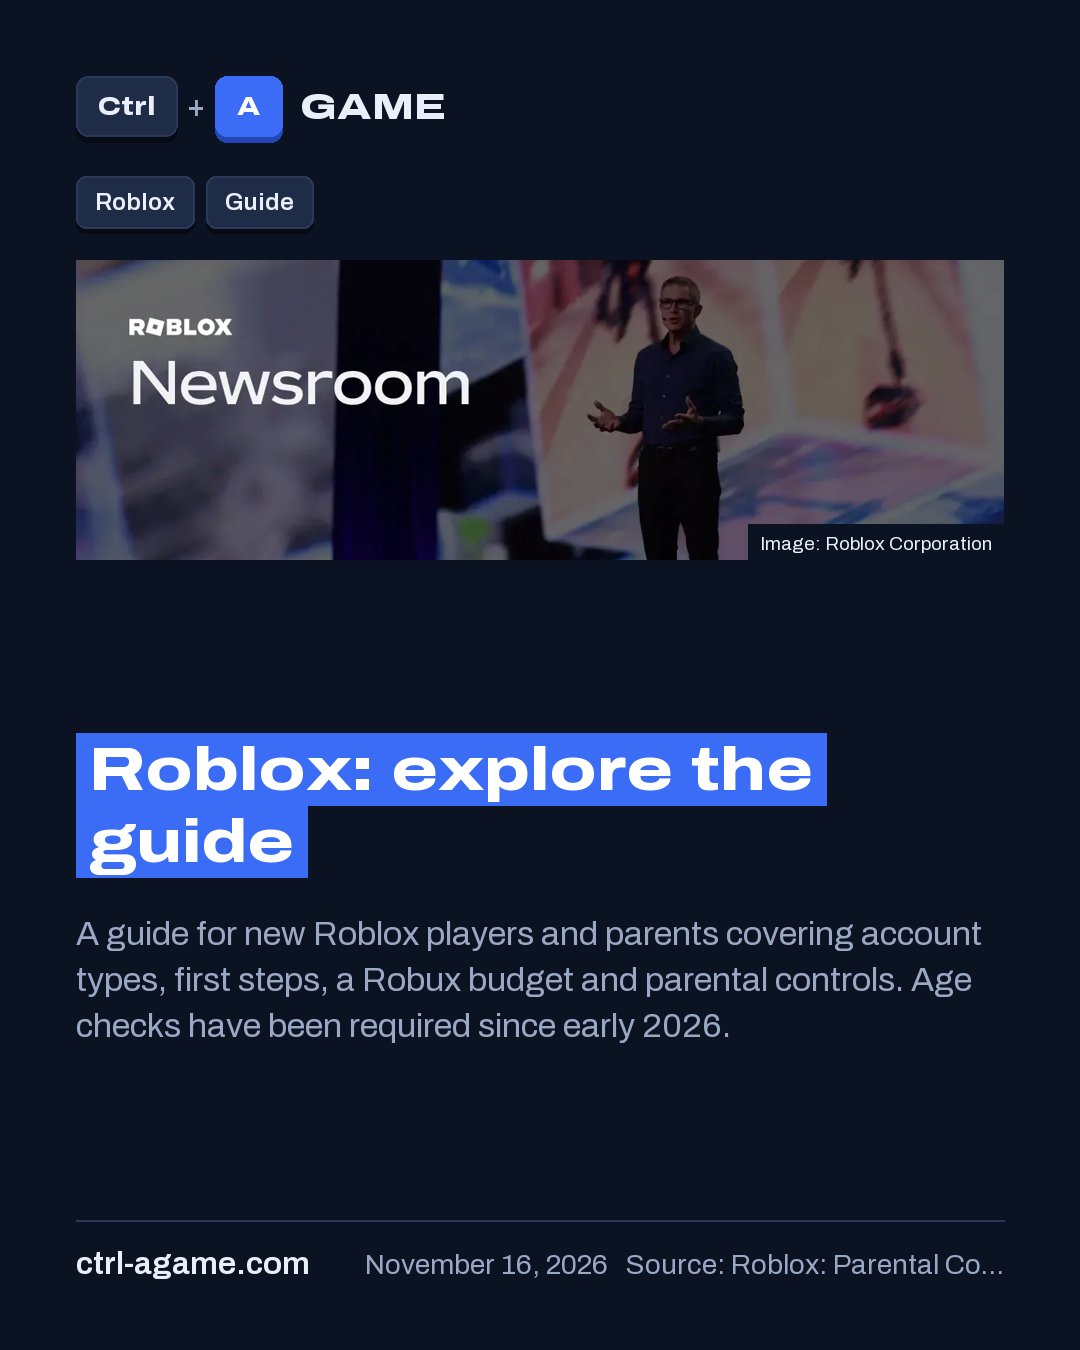 Ctrl + A GAME
Roblox Guide
ROBLOX
Newsroom
Image: Roblox Corporation
Roblox: explore the
guide
A guide for new Roblox players and parents covering account
types, first steps, a Robux budget and parental controls. Age
checks have been required since early 2026.
ctrl-agame.com November 16, 2026 Source: Roblox: Parental Co...